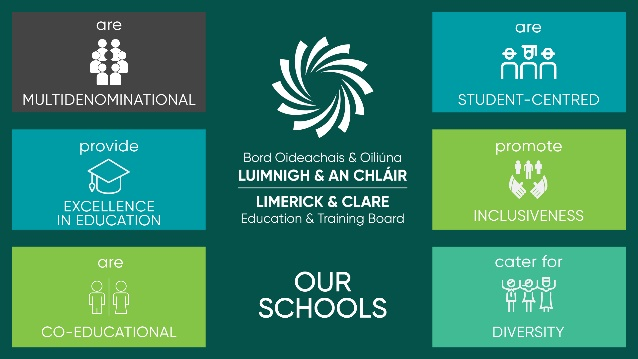 are
MULTIDENOMINATIONAL
provide
EXCELLENCE
IN EDUCATION
are
CO-EDUCATIONAL
Bord Oideachais & Oiliúna
LUIMNIGH & AN CHLÁIR
LIMERICK & CLARE
Education & Training Board
OUR
SCHOOLS
are
STUDENT-CENTRED
promote
INCLUSIVENESS
cater for
DIVERSITY